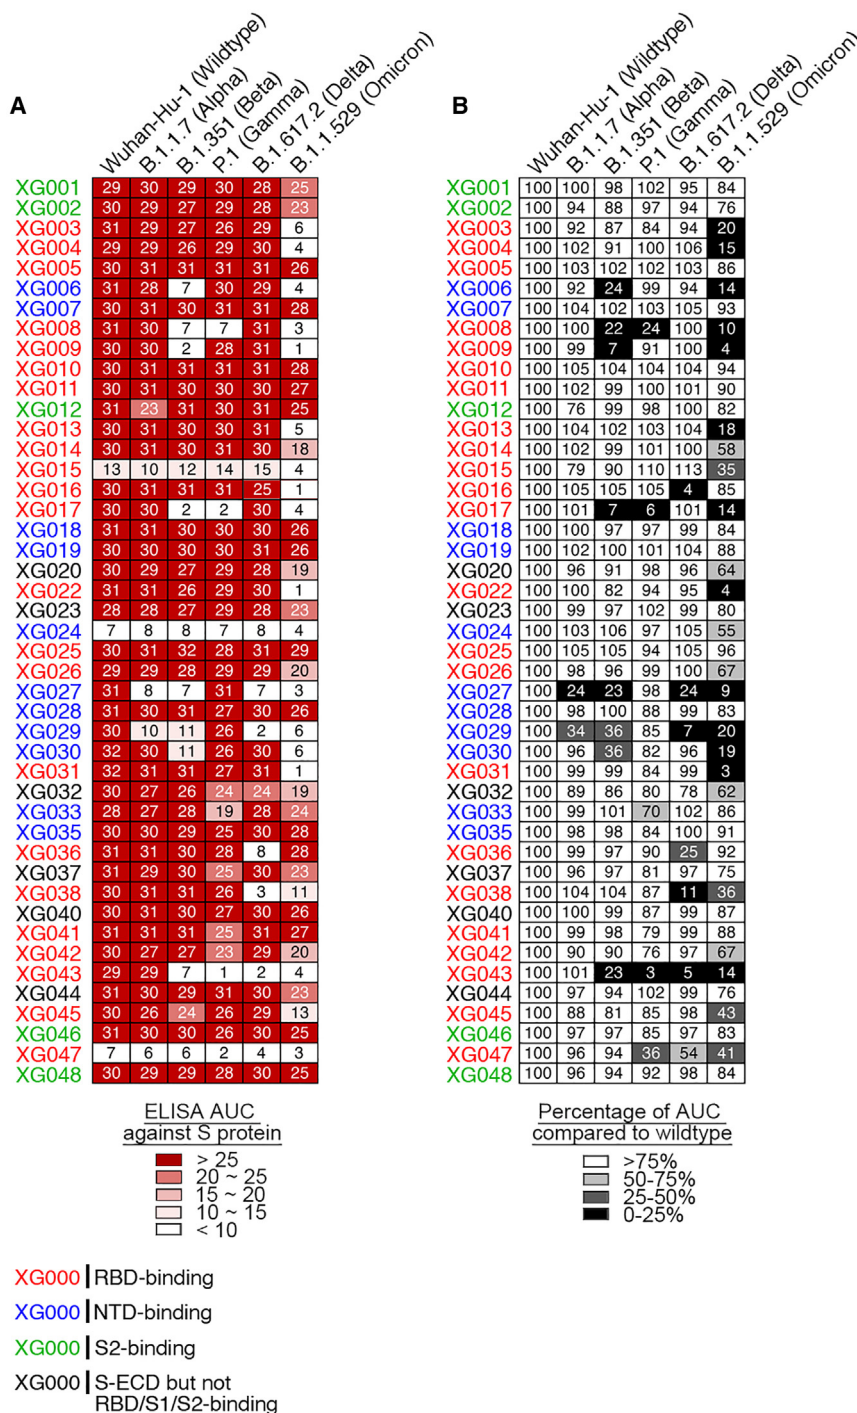 A
Wuhan-Hu-1 (Wildtype)
B.1.1.7 (Alpha)
B.1.351 (Beta)
P.1 (Gamma)
B.1.617.2 (Delta)
B.1.1.529 (Omicron)
XG001 29 30 29 30 28 25
XG002 30 29 27 29 28 23
XG003 31 29 27 26 29 6
XG004 29 29 26 29 30 4
XG005 30 31 31 31 31 26
XG006 31 28 7 30 29 4
XG007 30 31 30 31 31 28
XG008 31 30 7 7 31 3
XG009 30 30 2 28 31 1
XG010 30 31 31 31 31 28
XG011 30 31 30 30 30 27
XG012 31 23 31 30 31 25
XG013 30 31 30 31 31 5
XG014 30 31 30 31 30 18
XG015 13 10 12 14 15 4
XG016 30 31 31 31 25 1
XG017 30 30 2 2 30 4
XG018 31 31 30 30 30 26
XG019 30 30 30 30 31 26
XG020 30 29 27 29 28 19
XG022 31 31 26 29 30 1
XG023 28 28 27 29 28 23
XG024 7 8 8 7 8 4
XG025 30 31 32 28 31 29
XG026 29 29 28 29 29 20
XG027 31 8 7 31 7 3
XG028 31 30 31 27 30 26
XG029 30 10 11 26 2 6
XG030 32 30 11 26 30 6
XG031 32 31 31 27 31 1
XG032 30 27 26 24 24 19
XG033 28 27 28 19 28 24
XG035 30 30 29 25 30 28
XG036 31 31 30 28 8 28
XG037 31 29 30 25 30 23
XG038 30 31 31 26 3 11
XG040 30 31 30 27 30 26
XG041 31 31 31 25 31 27
XG042 30 27 27 23 29 20
XG043 29 29 7 1 2 4
XG044 31 30 29 31 30 23
XG045 30 26 24 26 29 13
XG046 31 30 30 26 30 25
XG047 7 6 6 2 4 3
XG048 30 29 29 28 30 25
ELISA AUC
against S protein
> 25
20 ~ 25
15 ~ 20
10 ~ 15
< 10
B
Wuhan-Hu-1 (Wildtype)
B.1.1.7 (Alpha)
B.1.351 (Beta)
P.1 (Gamma)
B.1.617.2 (Delta)
B.1.1.529 (Omicron)
XG001 100 100 98 102 95 84
XG002 100 94 88 97 94 76
XG003 100 92 87 84 94 20
XG004 100 102 91 100 106 15
XG005 100 103 102 102 103 86
XG006 100 92 24 99 94 14
XG007 100 104 102 103 105 93
XG008 100 100 22 24 100 10
XG009 100 99 7 91 100 4
XG010 100 105 104 104 104 94
XG011 100 102 99 100 101 90
XG012 100 76 99 98 100 82
XG013 100 104 102 103 104 18
XG014 100 102 99 101 100 58
XG015 100 79 90 110 113 35
XG016 100 105 105 105 4 85
XG017 100 101 7 6 101 14
XG018 100 100 97 97 99 84
XG019 100 102 100 101 104 88
XG020 100 96 91 98 96 64
XG022 100 100 82 94 95 4
XG023 100 99 97 102 99 80
XG024 100 103 106 97 105 55
XG025 100 105 105 94 105 96
XG026 100 98 96 99 100 67
XG027 100 24 23 98 24 9
XG028 100 98 100 88 99 83
XG029 100 34 36 85 7 20
XG030 100 96 36 82 96 19
XG031 100 99 99 84 99 3
XG032 100 89 86 80 78 62
XG033 100 99 101 70 102 86
XG035 100 98 98 84 100 91
XG036 100 99 97 90 25 92
XG037 100 96 97 81 97 75
XG038 100 104 104 87 11 36
XG040 100 100 99 87 99 87
XG041 100 99 98 79 99 88
XG042 100 90 90 76 97 67
XG043 100 101 23 3 5 14
XG044 100 97 94 102 99 76
XG045 100 88 81 85 98 43
XG046 100 97 97 85 97 83
XG047 100 96 94 36 54 41
XG048 100 96 94 92 98 84
Percentage of AUC
compared to wildtype
>75%
50-75%
25-50%
0-25%
XG000 RBD-binding
XG000 NTD-binding
XG000 S2-binding
XG000 S-ECD but not
RBD/S1/S2-binding